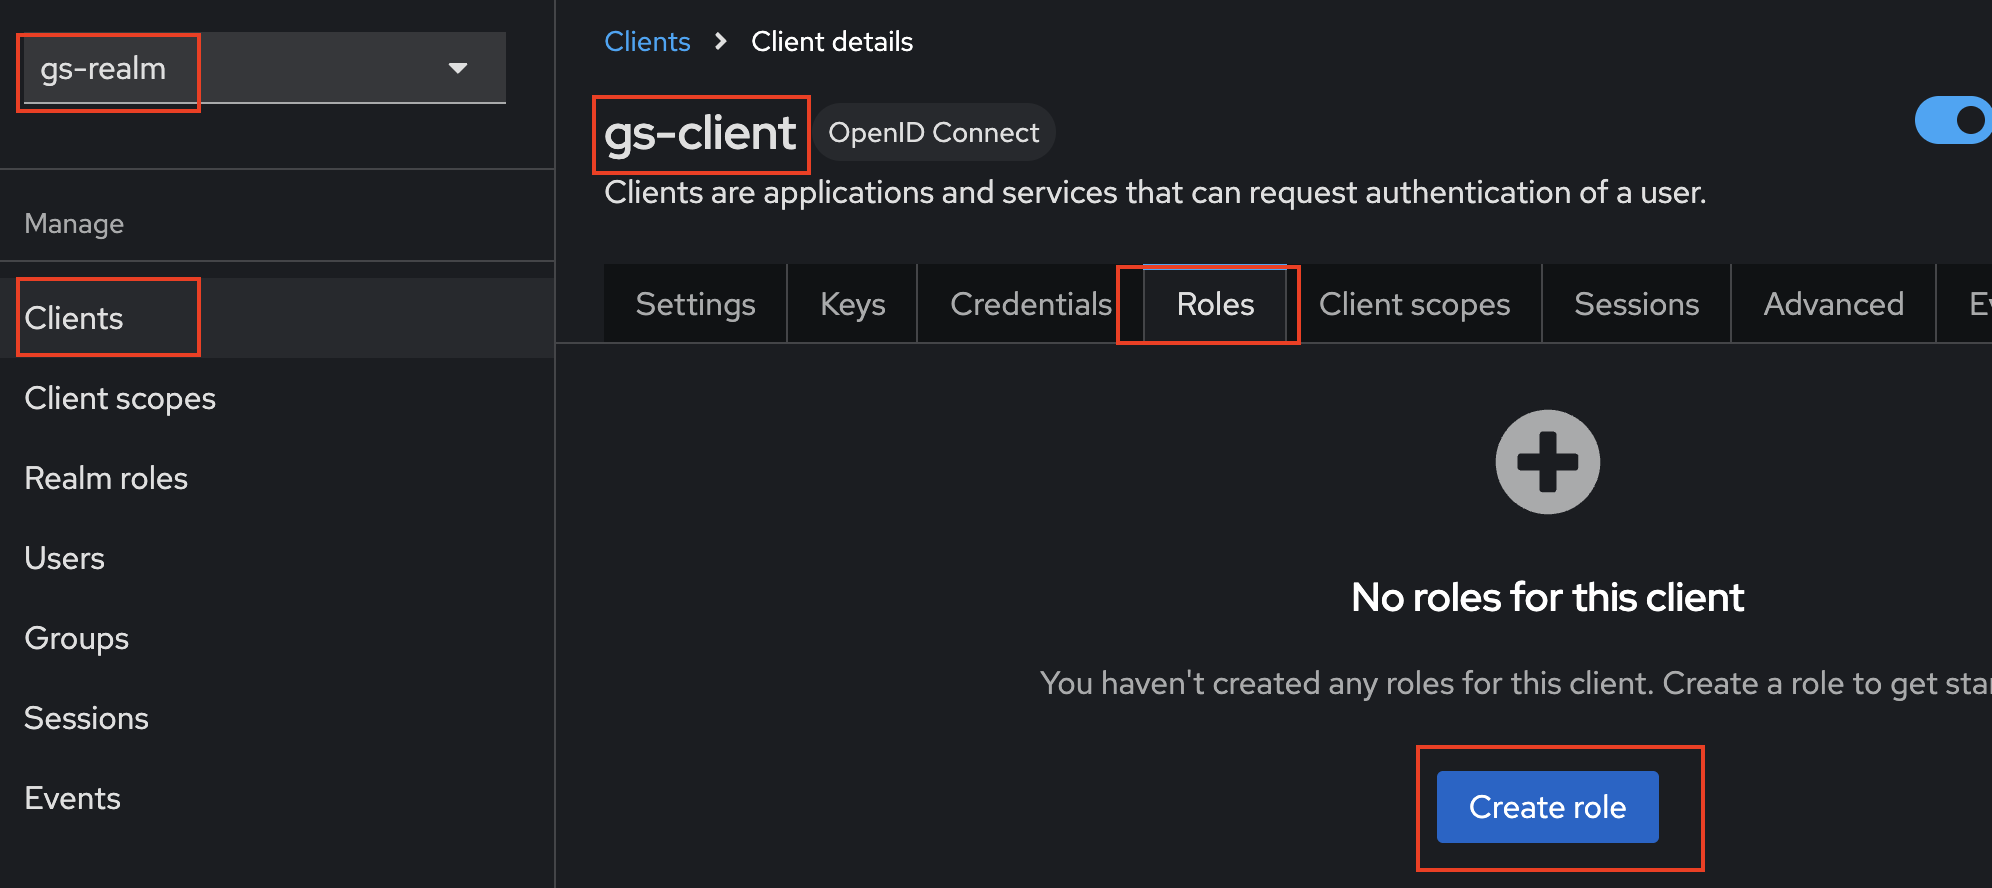 gs-realm
Manage
Clients
Client scopes
Realm roles
Users
Groups
Sessions
Events
Clients > Client details
gs-client OpenID Connect
Clients are applications and services that can request authentication of a user.
Settings Keys Credentials Roles Client scopes Sessions Advanced
No roles for this client
You haven't created any roles for this client. Create a role to get
Create role